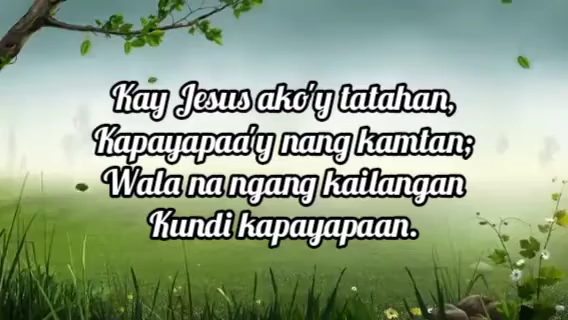 Kay Jesus ako'y tatahan,
Kapayapaa'y nang kamtan;
Wala na ngang kailangan
Kundi kapayapaan.